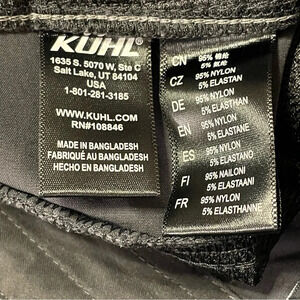 KÜHL
1635 S. 5070 W, Ste C
Salt Lake, UT 84104
USA
1-801-281-3185
WWW.KUHL.COM
RN#108846
MADE IN BANGLADESH
FABRIQUÉ AU BANGLADESH
HECHO EN BANGLADESH
CN 95%
5%
CZ 95% NYLON
5% ELASTAN
DE 95% NYLON
5% ELASTAN
EN 95% NYLON
5% ELASTANE
ES 95% NYLON
5% ELASTANO
FI 95% NAILONI
5% ELASTAANI
FR 95% NYLON
5% ELASTHANNE